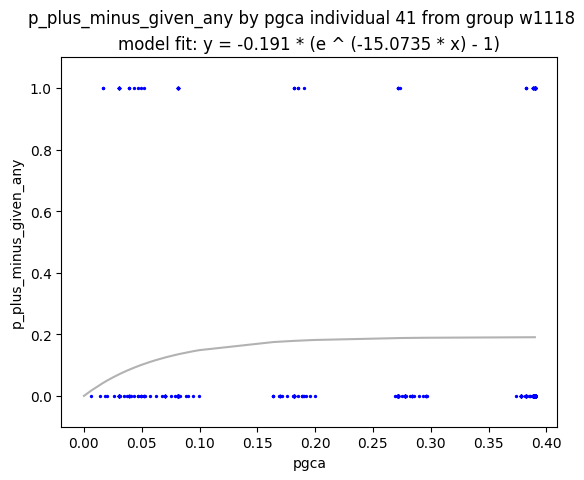 p_plus_minus_given_any by pgca individual 41 from group w1118
model fit: y = -0.191 * (e ^ (-15.0735 * x) - 1)
1.0
0.8
0.6
0.4
0.2
0.0
p_plus_minus_given_any
0.00 0.05 0.10 0.15 0.20 0.25 0.30 0.35 0.40
pgca